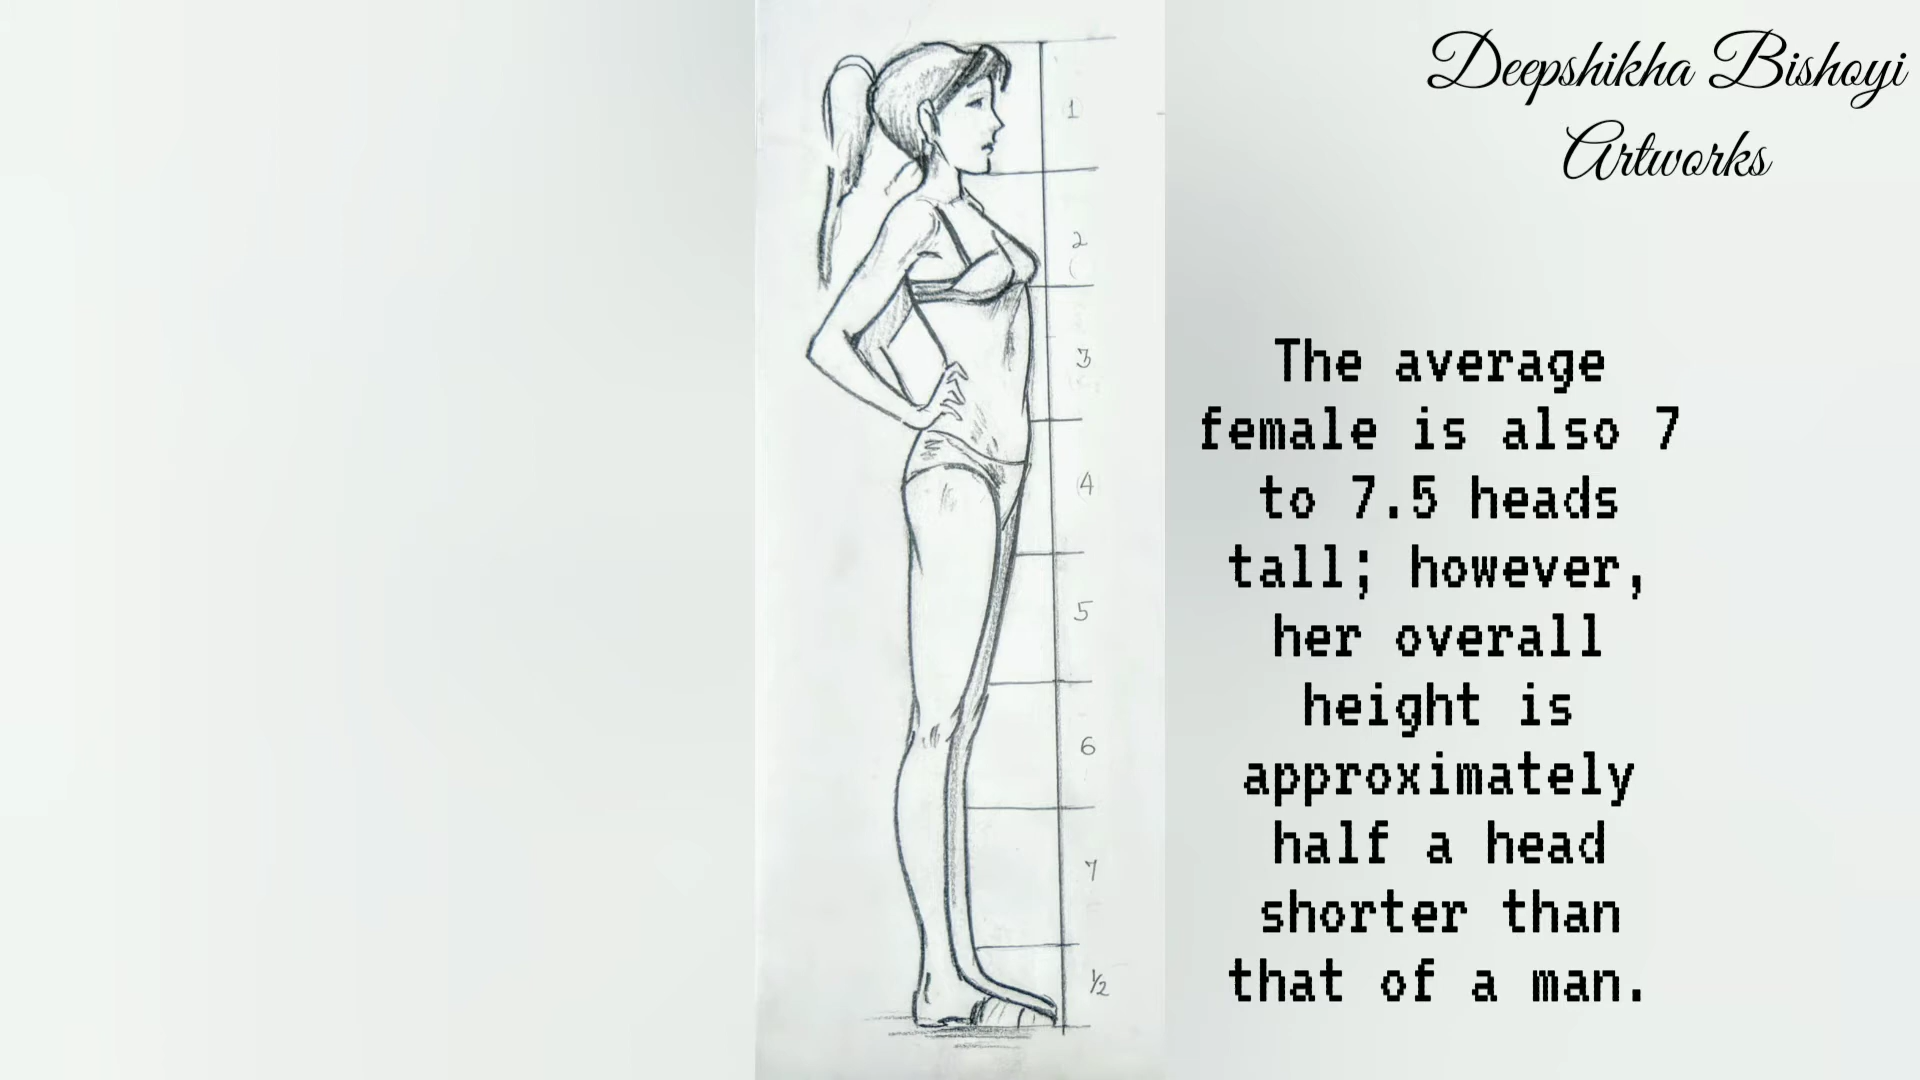 Deepshikha Bishoyi
Artworks
1
2
3
4
5
6
7
1/2
The average
female is also 7
to 7.5 heads
tall; however,
her overall
height is
approximately
half a head
shorter than
that of a man.